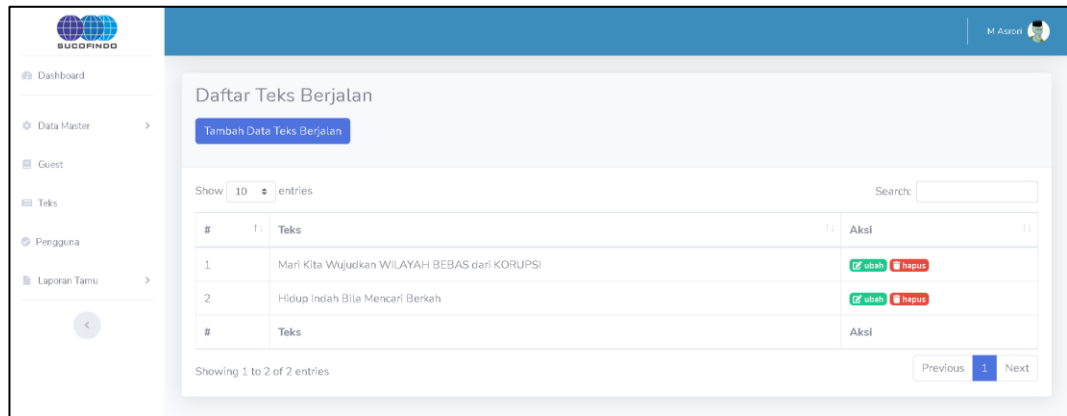 SUCOFINDO
M Asrori
Dashboard
Data Master
Guest
Teks
Pengguna
Laporan Tamu
Daftar Teks Berjalan
Tambah Data Teks Berjalan
Show 10 entries
Search:
# Teks Aksi
1 Mari Kita Wujudkan WILAYAH BEBAS dari KORUPSI ubah hapus
2 Hidup Indah Bila Mencari Berkah ubah hapus
# Teks Aksi
Showing 1 to 2 of 2 entries
Previous 1 Next